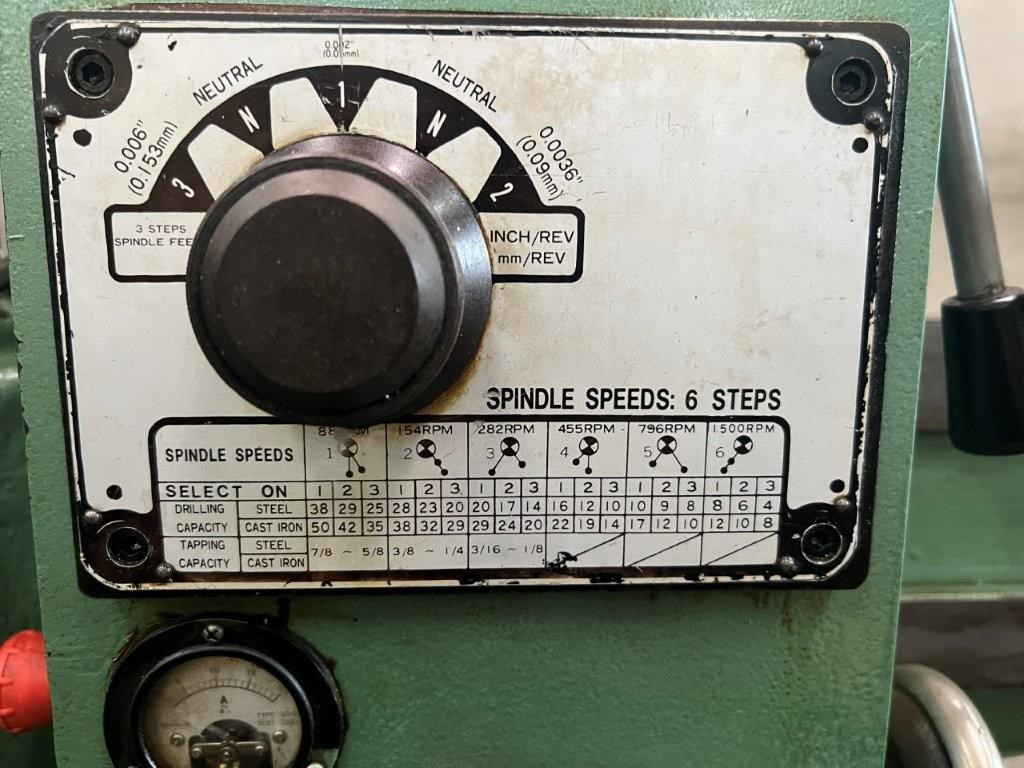 0.002"
NEUTRAL NEUTRAL
0.006" 0.0036"
(0.153mm) (0.09mm)
3 N 1 N 2
3 STEPS INCH/REV
SPINDLE FEE mm/REV
SPINDLE SPEEDS: 6 STEPS
SPINDLE SPEEDS 154RPM 282RPM 455RPM 796RPM 1500RPM
1 2 3 4 5 6
SELECT ON 1 2 3 1 2 3 1 2 3 1 2 3 1 2 3 1 2 3
DRILLING STEEL 38 29 25 28 23 20 20 17 14 16 12 10 10 9 8 8 6 4
CAPACITY CAST IRON 50 42 35 38 32 29 29 24 20 22 19 14 17 12 10 12 10 8
TAPPING STEEL
7/8 ~ 5/8 3/8 ~ 1/4 3/16 ~ 1/8
CAPACITY CAST IRON
10
A
TYPE